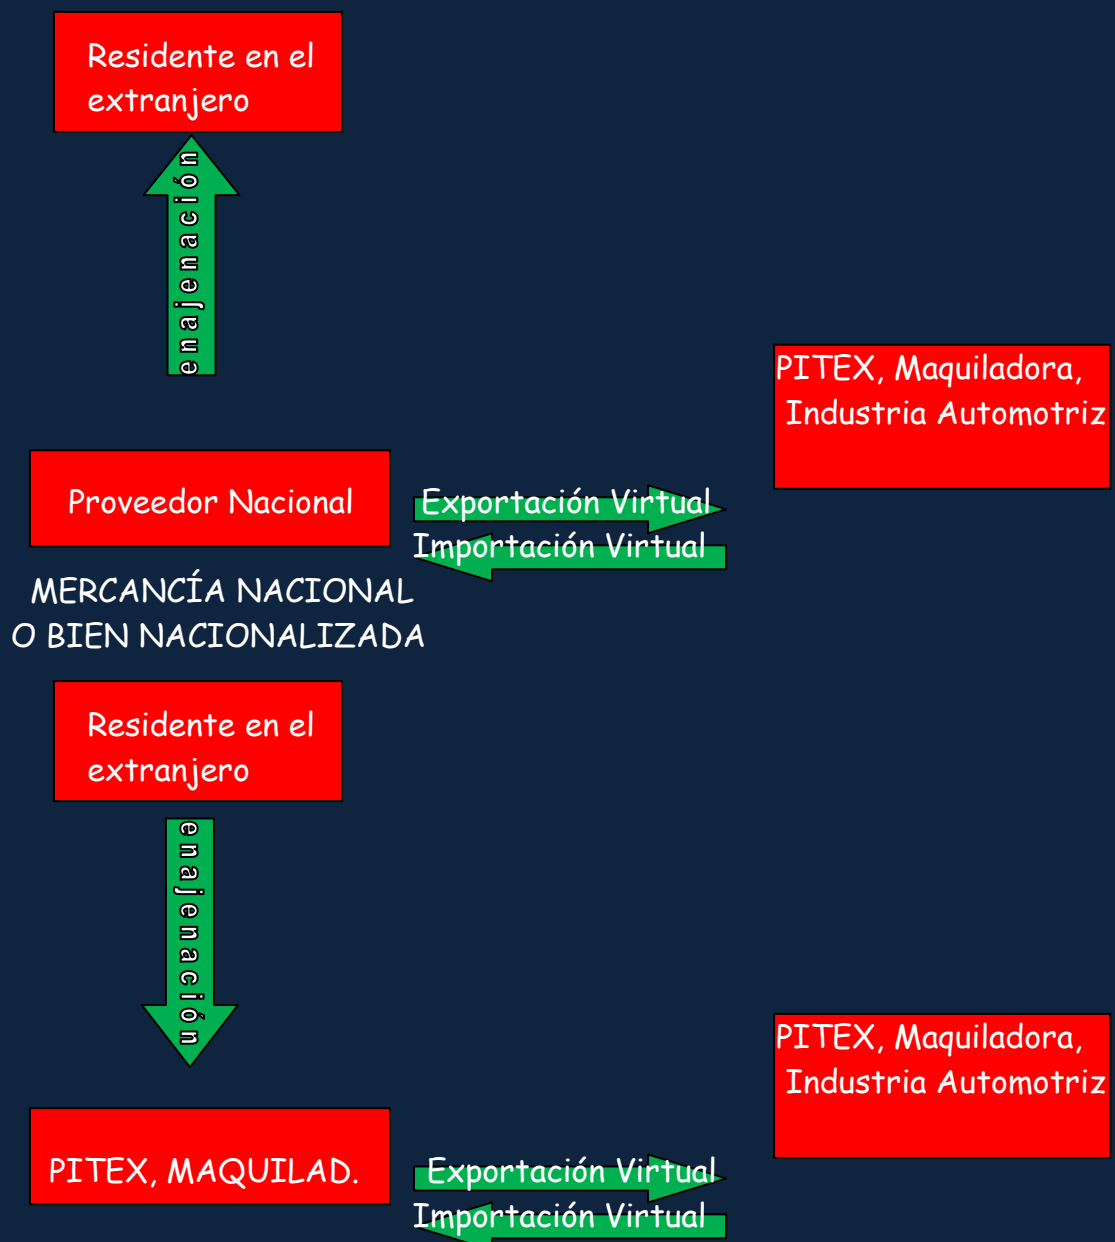 Residente en el
extranjero
enajenación
PITEX, Maquiladora,
Industria Automotriz
Proveedor Nacional
Exportación Virtual
Importación Virtual
MERCANCÍA NACIONAL
O BIEN NACIONALIZADA
Residente en el
extranjero
enajenación
PITEX, Maquiladora,
Industria Automotriz
PITEX, MAQUILAD.
Exportación Virtual
Importación Virtual